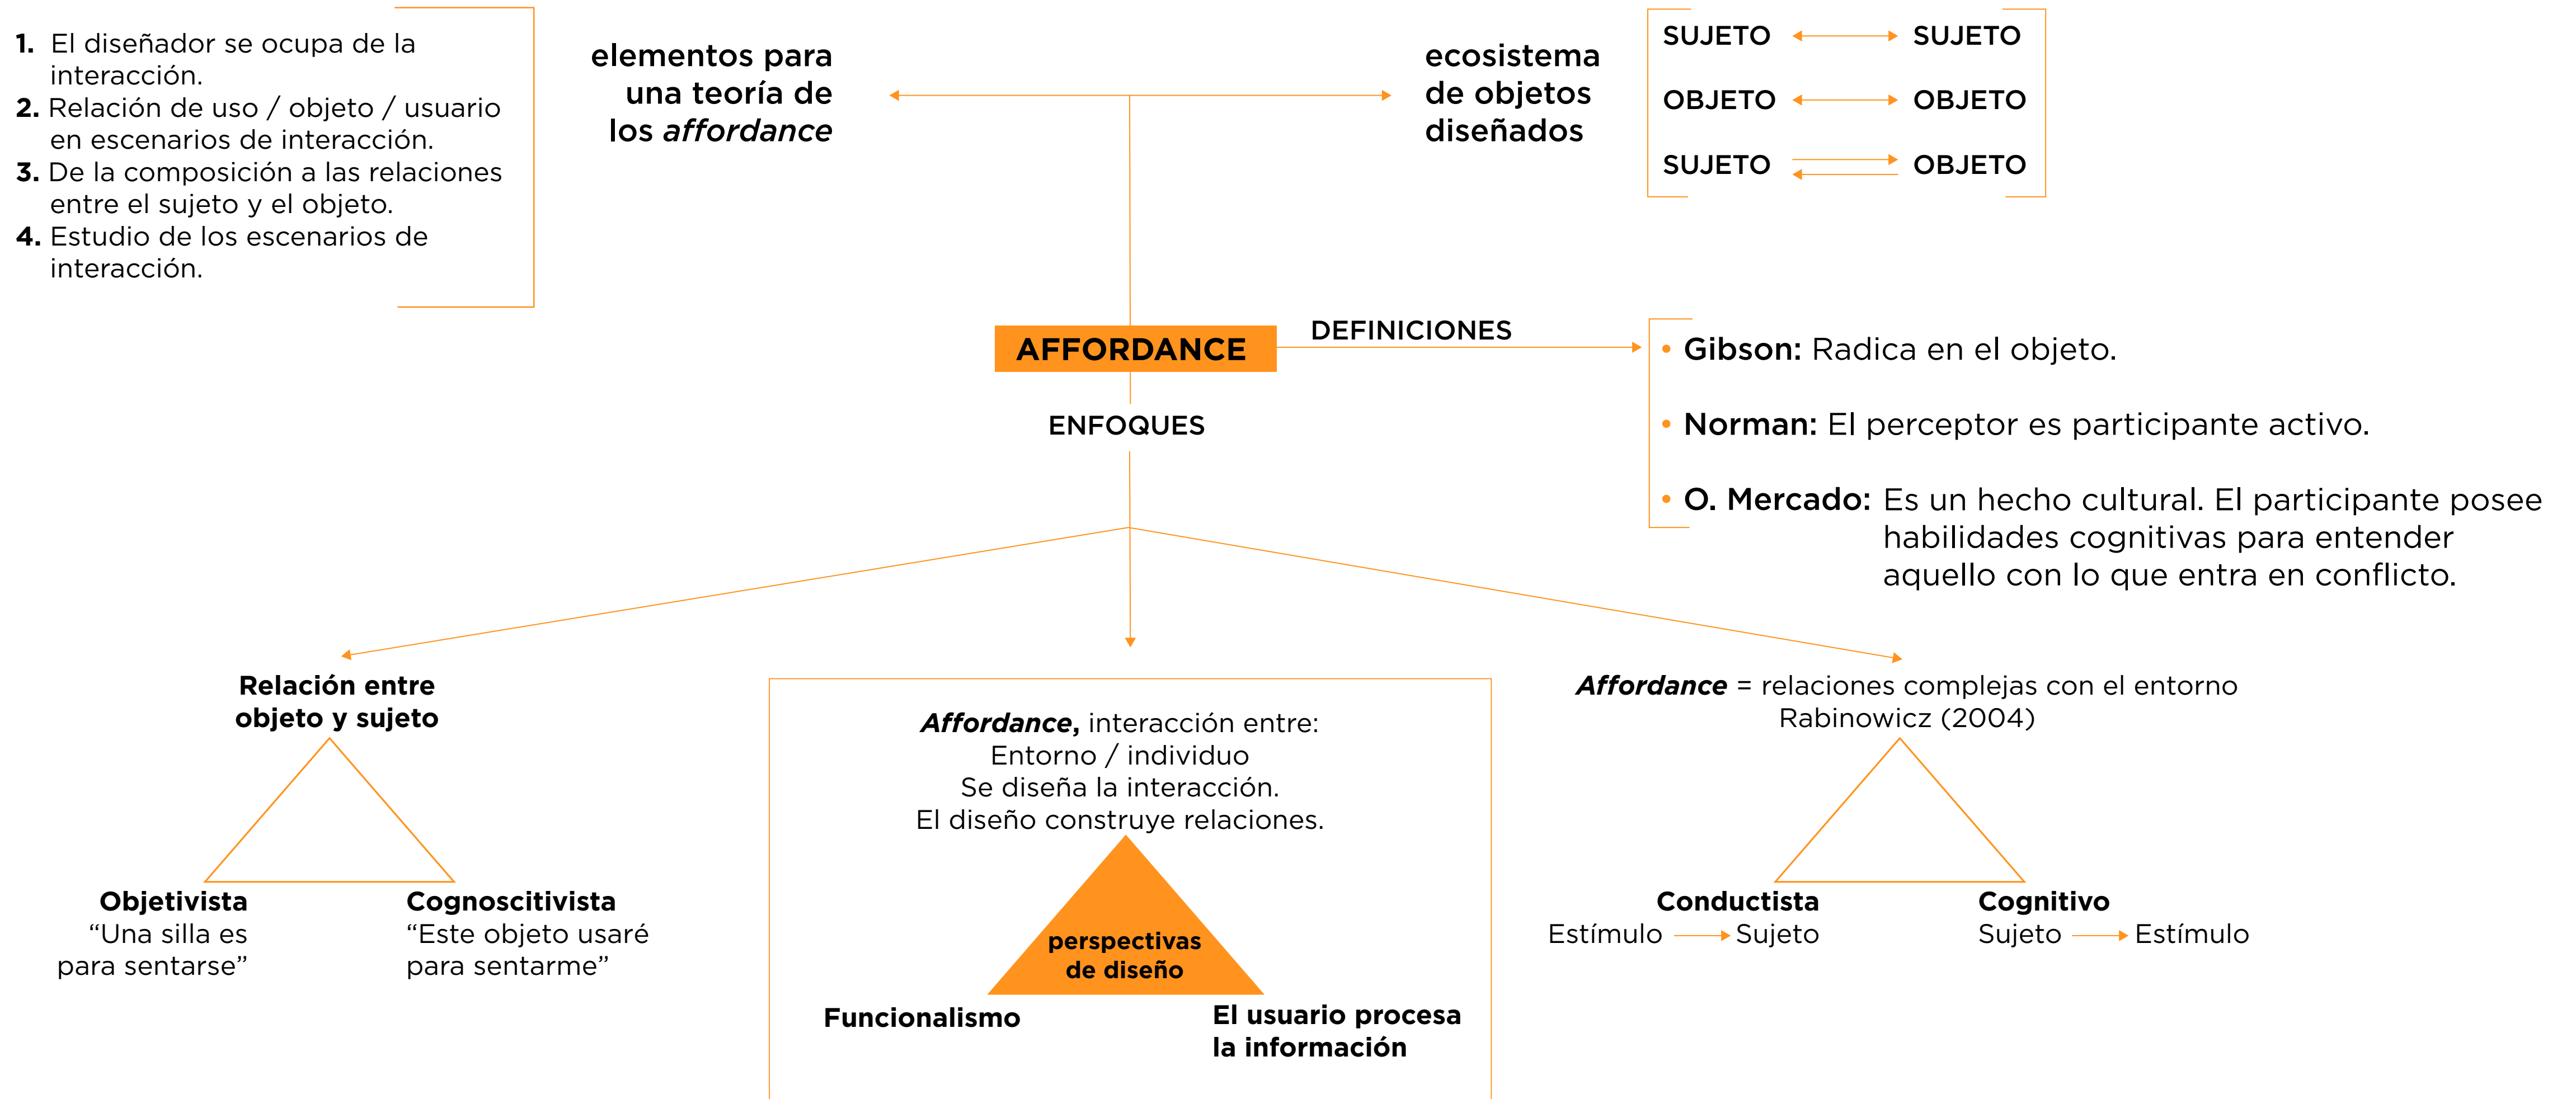 1. El diseñador se ocupa de la
interacción.
2. Relación de uso / objeto / usuario
en escenarios de interacción.
3. De la composición a las relaciones
entre el sujeto y el objeto.
4. Estudio de los escenarios de
interacción.
elementos para
una teoría de
los affordance
ecosistema
de objetos
diseñados
SUJETO SUJETO
OBJETO OBJETO
SUJETO OBJETO
AFFORDANCE
DEFINICIONES
• Gibson: Radica en el objeto.
• Norman: El perceptor es participante activo.
• O. Mercado: Es un hecho cultural. El participante posee
habilidades cognitivas para entender
aquello con lo que entra en conflicto.
ENFOQUES
Relación entre
objeto y sujeto
Objetivista
“Una silla es
para sentarse”
Cognoscitivista
“Este objeto usaré
para sentarme”
Affordance, interacción entre:
Entorno / individuo
Se diseña la interacción.
El diseño construye relaciones.
perspectivas
de diseño
Funcionalismo
El usuario procesa
la información
Affordance = relaciones complejas con el entorno
Rabinowicz (2004)
Conductista
Estímulo Sujeto
Cognitivo
Sujeto Estímulo